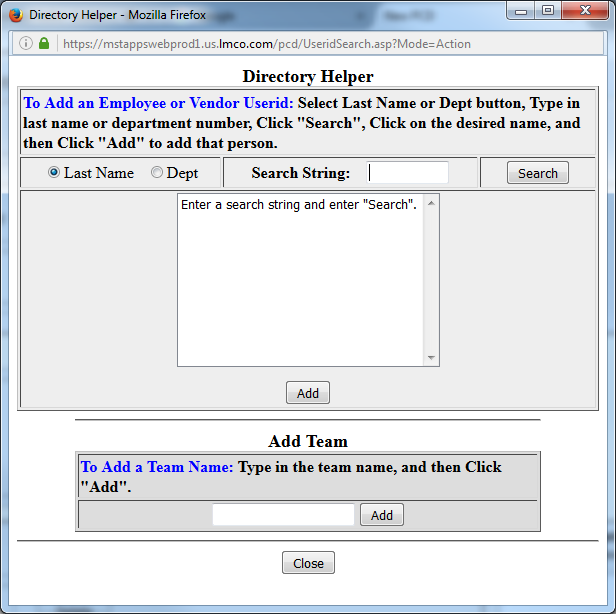 Directory Helper - Mozilla Firefox
https://mstappswebprod1.us.lmco.com/pcd/UseridSearch.asp?Mode=Action
Directory Helper
To Add an Employee or Vendor Userid: Select Last Name or Dept button, Type in
last name or department number, Click "Search", Click on the desired name, and
then Click "Add" to add that person.
Last Name Dept Search String: Search
Enter a search string and enter "Search".
Add
Add Team
To Add a Team Name: Type in the team name, and then Click
"Add".
Add
Close